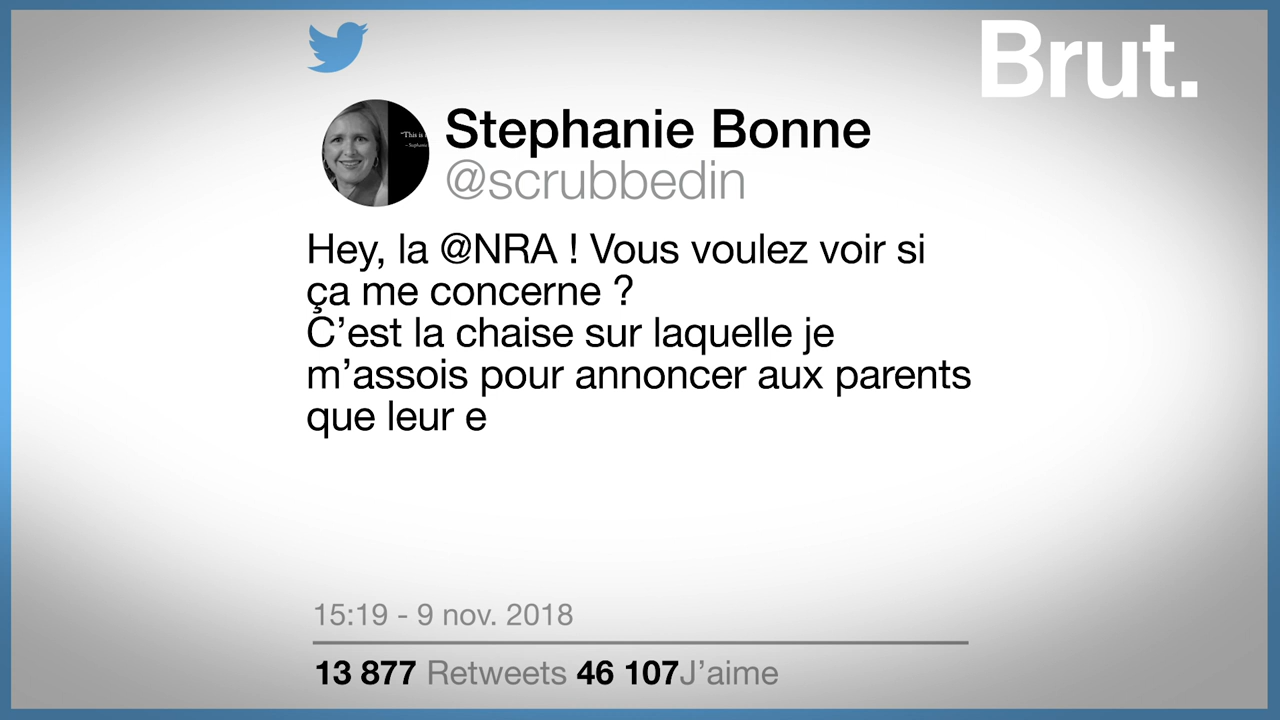 Brut.
"This is
Stephanie Bonne
@scrubbedin
Hey, la @NRA ! Vous voulez voir si
ça me concerne ?
C’est la chaise sur laquelle je
m’assois pour annoncer aux parents
que leur e
15:19 - 9 nov. 2018
13 877 Retweets 46 107J’aime